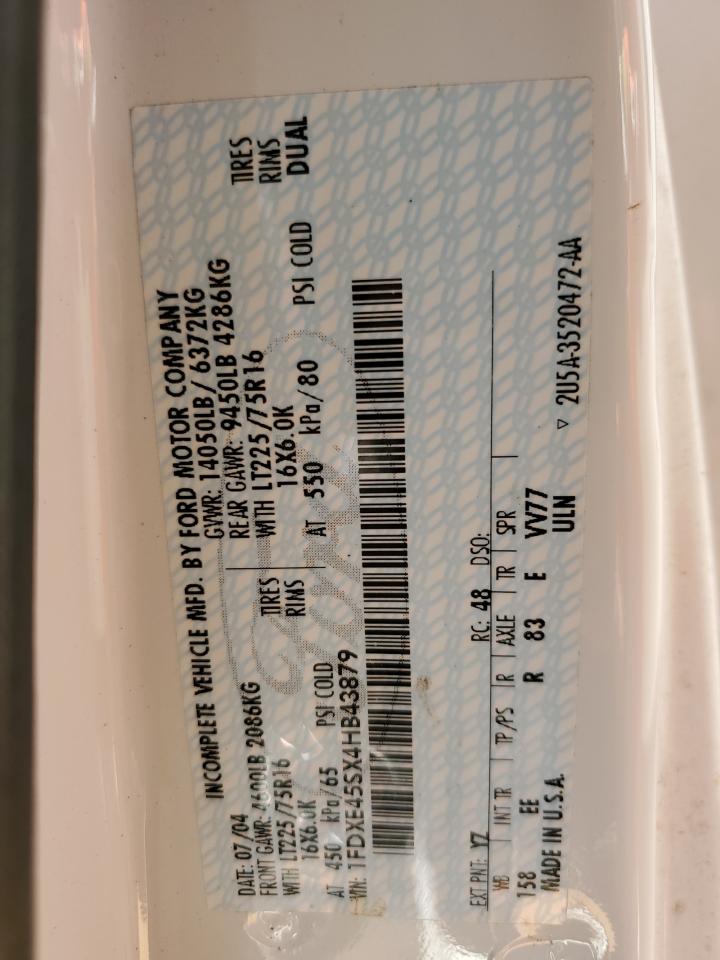 INCOMPLETE VEHICLE MFD. BY FORD MOTOR COMPANY
DATE: 07/04 GVWR: 14050LB/ 6372KG
FRONT GAWR: 4600LB 2086KG REAR GAWR: 9450LB 4286KG
WITH LT225/75R16 TIRES WITH LT225/75R16 TIRES
16X6.0K RIMS 16X6.0K RIMS
AT 450 kPa/65 PSI COLD AT 550 kPa/80 PSI COLD DUAL
VIN: 1FDXE45SX4HB43879
Ford
EXT PNT: YZ RC: 48 DSO:
WB INT TR TP/PS R AXLE TR SPR
158 EE R 83 E VV77
MADE IN U.S.A. ULN ▽ 2U5A-3520472-AA